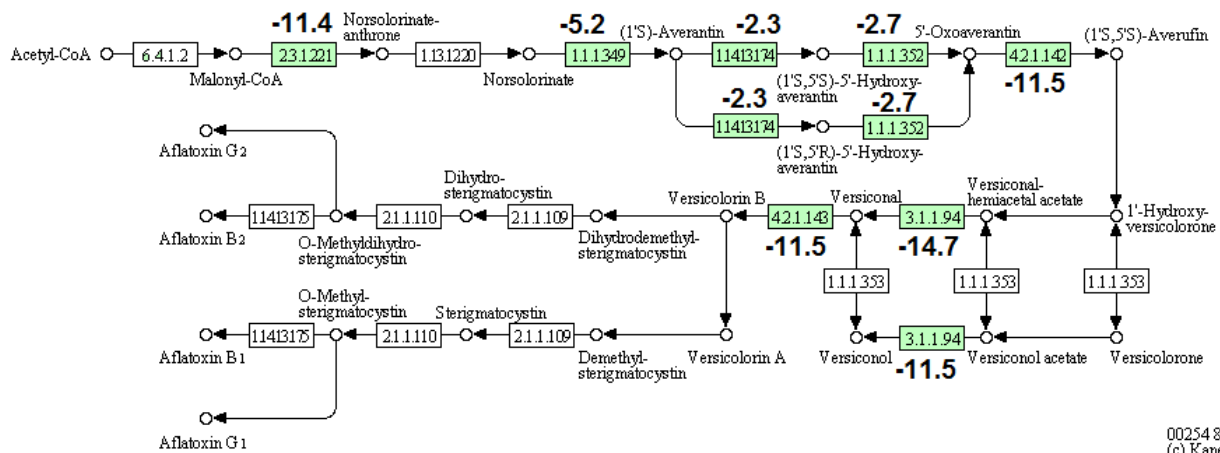 -11.4
Norsolorinate-
anthrone
-5.2
(1'S)-Averantin
-2.3
-2.7
5'-Oxoaverantin
(1'S,5'S)-Averufin
Acetyl-CoA
6.4.1.2
2.3.1.221
1.13.12.20
1.1.1.349
1.14.13.174
1.1.1.352
4.2.1.142
Malonyl-CoA
Norsolorinate
(1'S,5'S)-5'-Hydroxy-
averantin
-11.5
-2.3
-2.7
1.14.13.174
1.1.1.352
(1'S,5'R)-5'-Hydroxy-
averantin
Aflatoxin G2
Dihydro-
sterigmatocystin
Versicolorin B
Versiconal
Versiconal-
hemiacetal acetate
1.14.13.175
2.1.1.110
2.1.1.109
4.2.1.143
3.1.1.94
1'-Hydroxy-
versicolorone
Aflatoxin B2
O-Methyldihydro-
sterigmatocystin
Dihydrodemethyl-
sterigmatocystin
-11.5
-14.7
1.1.1.353
1.1.1.353
1.1.1.353
O-Methyl-
sterigmatocystin
Sterigmatocystin
1.14.13.175
2.1.1.110
2.1.1.109
3.1.1.94
Aflatoxin B1
Demethyl-
sterigmatocystin
Versicolorin A
Versiconol
Versiconol acetate
Versicolorone
-11.5
Aflatoxin G1
00254 8
(c) Kane